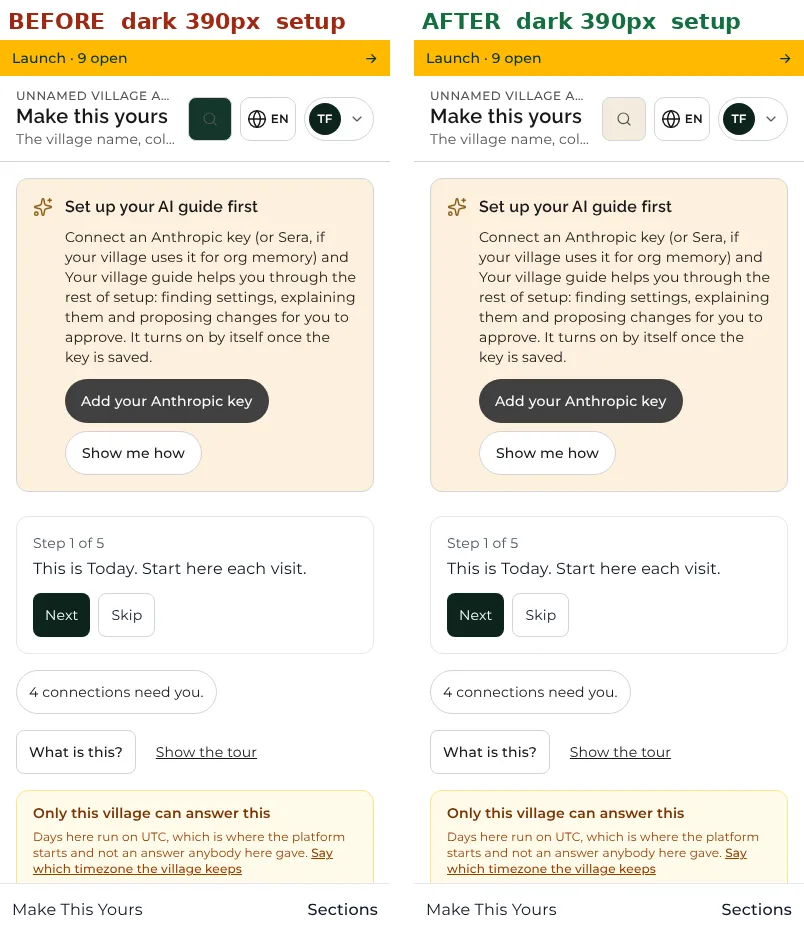 BEFORE dark 390px setup
Launch · 9 open →
UNNAMED VILLAGE A...
Make this yours
The village name, col...
EN
TF
Set up your AI guide first
Connect an Anthropic key (or Sera, if
your village uses it for org memory) and
Your village guide helps you through the
rest of setup: finding settings, explaining
them and proposing changes for you to
approve. It turns on by itself once the
key is saved.
Add your Anthropic key
Show me how
Step 1 of 5
This is Today. Start here each visit.
Next
Skip
4 connections need you.
What is this?
Show the tour
Only this village can answer this
Days here run on UTC, which is where the platform
starts and not an answer anybody here gave. Say
which timezone the village keeps
Make This Yours
Sections
AFTER dark 390px setup
Launch · 9 open →
UNNAMED VILLAGE A...
Make this yours
The village name, col...
EN
TF
Set up your AI guide first
Connect an Anthropic key (or Sera, if
your village uses it for org memory) and
Your village guide helps you through the
rest of setup: finding settings, explaining
them and proposing changes for you to
approve. It turns on by itself once the
key is saved.
Add your Anthropic key
Show me how
Step 1 of 5
This is Today. Start here each visit.
Next
Skip
4 connections need you.
What is this?
Show the tour
Only this village can answer this
Days here run on UTC, which is where the platform
starts and not an answer anybody here gave. Say
which timezone the village keeps
Make This Yours
Sections